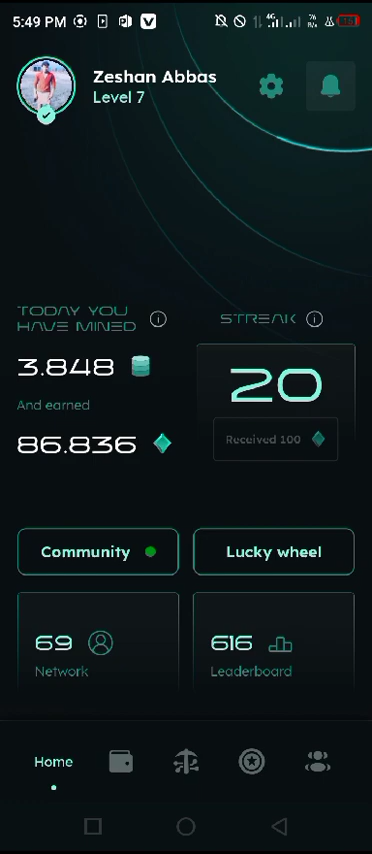 5:49 PM
Zeshan Abbas
Level 7
TODAY YOU
HAVE MINED
STREAK
3.848
20
And earned
86.836
Received 100
Community
Lucky wheel
69
616
Network
Leaderboard
Home